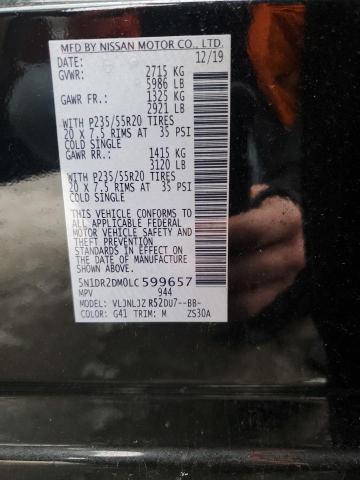 MFD BY NISSAN MOTOR CO., LTD.
DATE: 12/19
GVWR: 2715 KG
5986 LB
GAWR FR.: 1325 KG
2921 LB
WITH P235/55R20 TIRES
20 x 7.5 RIMS AT 35 PSI
COLD SINGLE
GAWR RR.: 1415 KG
3120 LB
WITH P235/55R20 TIRES
20 x 7.5 RIMS AT 35 PSI
COLD SINGLE
THIS VEHICLE CONFORMS TO
ALL APPLICABLE FEDERAL
MOTOR VEHICLE SAFETY
&THEFT PREVENTION
STANDARDS IN EFFECT ON
THE DATE OF MANUFACTURE
SHOWN ABOVE.
5N1DR2DM0LC599657
MPV 944
MODEL: VLJNLJZ R52DU7--BB-
COLOR: G41 TRIM: M ZS30A